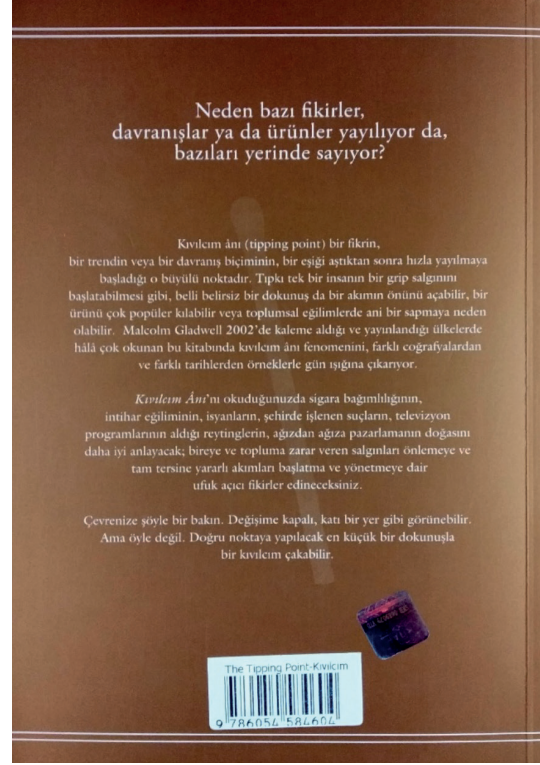 Neden bazı fikirler,
davranışlar ya da ürünler yayılıyor da,
bazıları yerinde sayıyor?
Kıvılcım ânı (tipping point) bir fikrin,
bir trendin veya bir davranış biçiminin, bir eşiği aştıktan sonra hızla yayılmaya
başladığı o büyülü noktadır. Tıpkı tek bir insanın bir grip salgınını
başlatabilmesi gibi, belli belirsiz bir dokunuş da bir akımın önünü açabilir, bir
ürünü çok popüler kılabilir veya toplumsal eğilimlerde ani bir sapmaya neden
olabilir. Malcolm Gladwell 2002'de kaleme aldığı ve yayınlandığı ülkelerde
hâlâ çok okunan bu kitabında kıvılcım ânı fenomenini, farklı coğrafyalardan
ve farklı tarihlerden örneklerle gün ışığına çıkarıyor.
Kıvılcım Ânı'nı okuduğunuzda sigara bağımlılığının,
intihar eğiliminin, isyanların, şehirde işlenen suçların, televizyon
programlarının aldığı reytinglerin, ağızdan ağıza pazarlamanın doğasını
daha iyi anlayacak; bireye ve topluma zarar veren salgınları önlemeye ve
tam tersine yararlı akımları başlatma ve yönetmeye dair
ufuk açıcı fikirler edineceksiniz.
Çevrenize şöyle bir bakın. Değişime kapalı, katı bir yer gibi görünebilir.
Ama öyle değil. Doğru noktaya yapılacak en küçük bir dokunuşla
bir kıvılcım çakabilir.
The Tipping Point-Kıvılcım
9 786054 584604